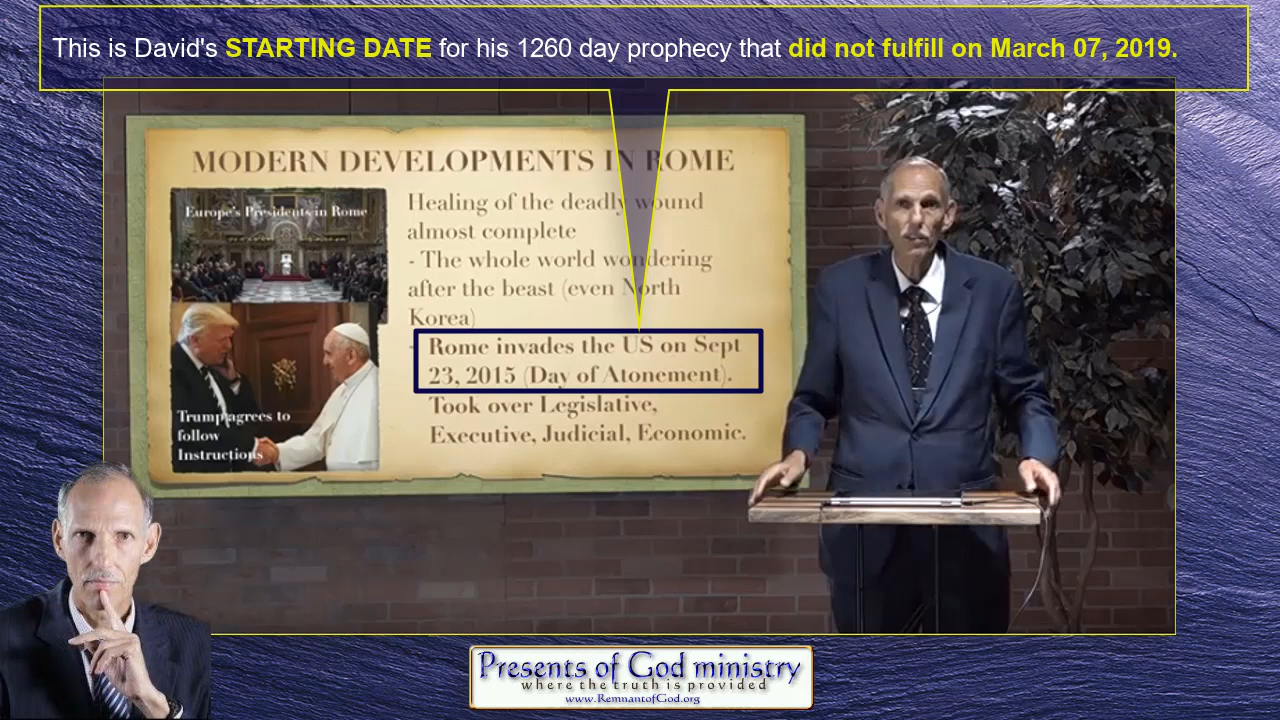 This is David's STARTING DATE for his 1260 day prophecy that did not fulfill on March 07, 2019.
MODERN DEVELOPMENTS IN ROME
Europe's Presidents in Rome
Trump agrees to
follow
Instructions
Healing of the deadly wound
almost complete
- The whole world wondering
after the beast (even North
Korea)
- Rome invades the US on Sept
23, 2015 (Day of Atonement).
Took over Legislative,
Executive, Judicial, Economic.
Presents of God ministry
where the truth is provided
www.RemnantofGod.org